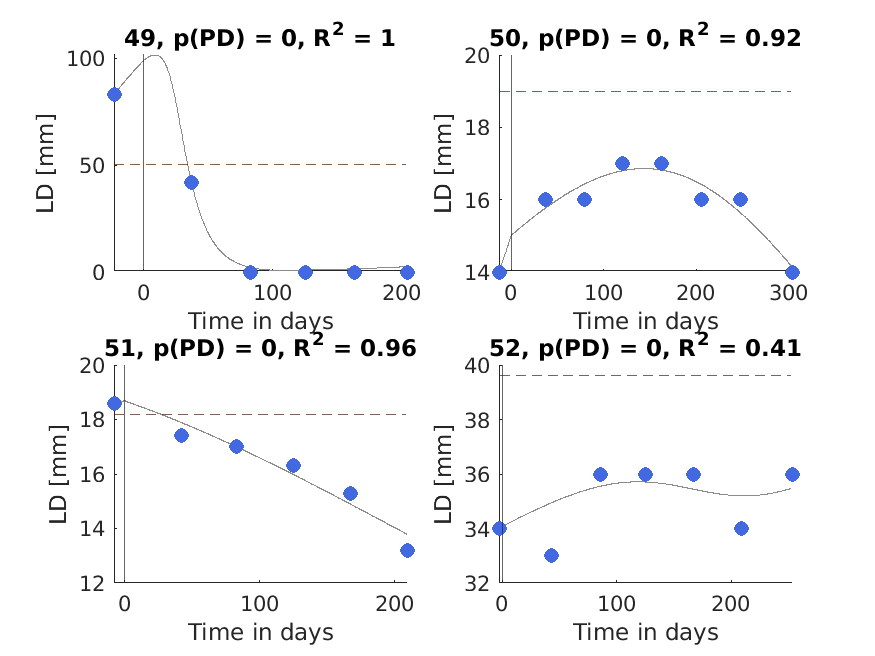 49, p(PD) = 0, R² = 1
100
50
0
LD [mm]
0 100 200
Time in days
50, p(PD) = 0, R² = 0.92
20
18
16
14
LD [mm]
0 100 200 300
Time in days
51, p(PD) = 0, R² = 0.96
20
18
16
14
12
LD [mm]
0 100 200
Time in days
52, p(PD) = 0, R² = 0.41
40
38
36
34
32
LD [mm]
0 100 200
Time in days